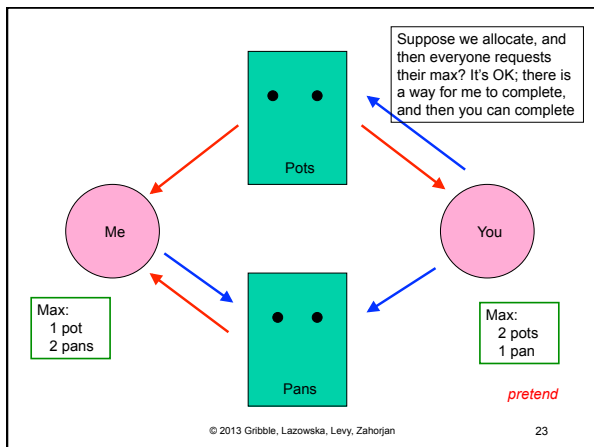 Suppose we allocate, and
then everyone requests
their max? It's OK; there is
a way for me to complete,
and then you can complete
Pots
Me
You
Max:
1 pot
2 pans
Pans
Max:
2 pots
1 pan
pretend
© 2013 Gribble, Lazowska, Levy, Zahorjan
23